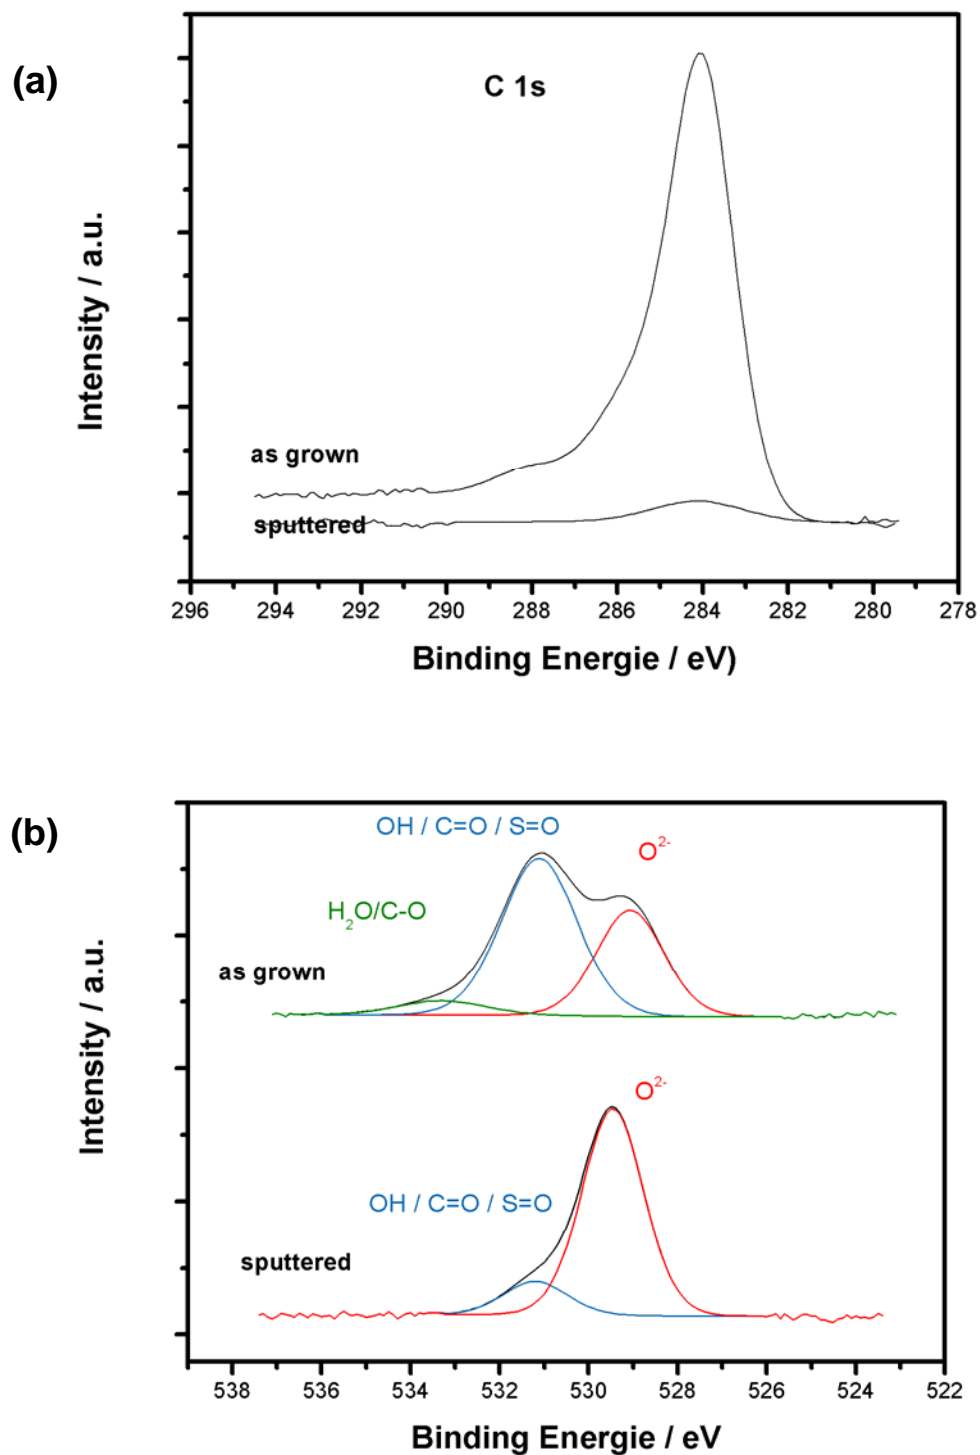 (a)
C 1s
Intensity / a.u.
as grown
sputtered
296 294 292 290 288 286 284 282 280 278
Binding Energie / eV)
(b)
OH / C=O / S=O
O²⁻
H₂O/C-O
as grown
Intensity / a.u.
O²⁻
OH / C=O / S=O
sputtered
538 536 534 532 530 528 526 524 522
Binding Energie / eV